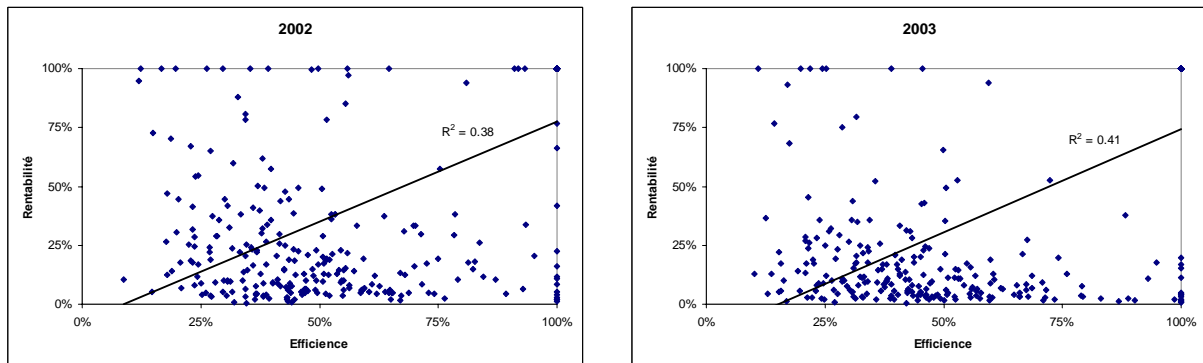 2002
100%
75%
50%
25%
0%
Rentabilité
R² = 0.38
0% 25% 50% 75% 100%
Efficience
2003
100%
75%
50%
25%
0%
Rentabilité
R² = 0.41
0% 25% 50% 75% 100%
Efficience